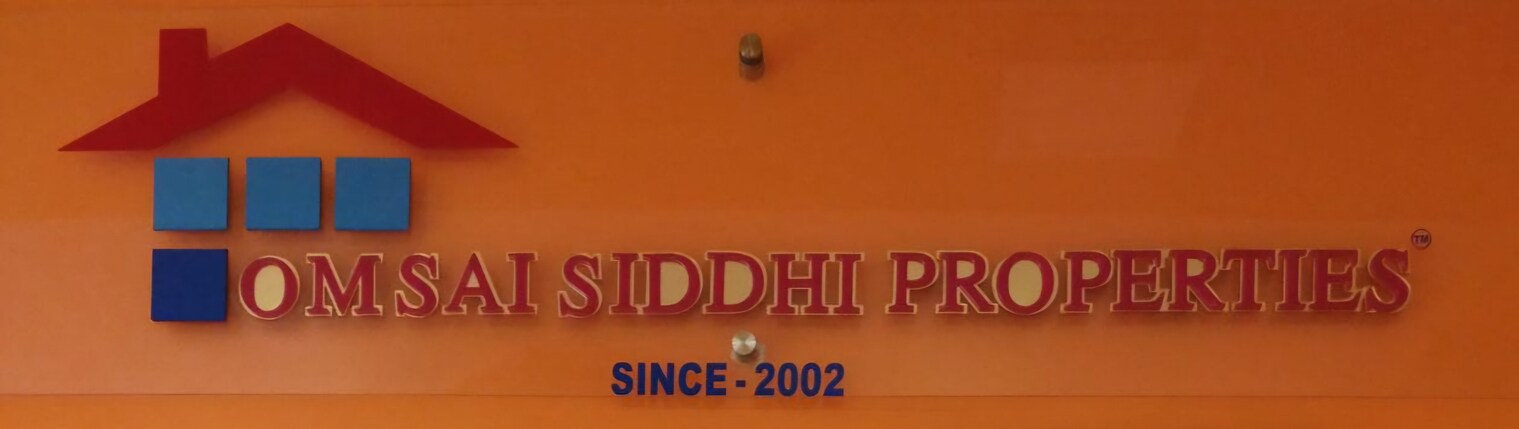 OMSAI SIDDHI PROPERTIES™
SINCE - 2002